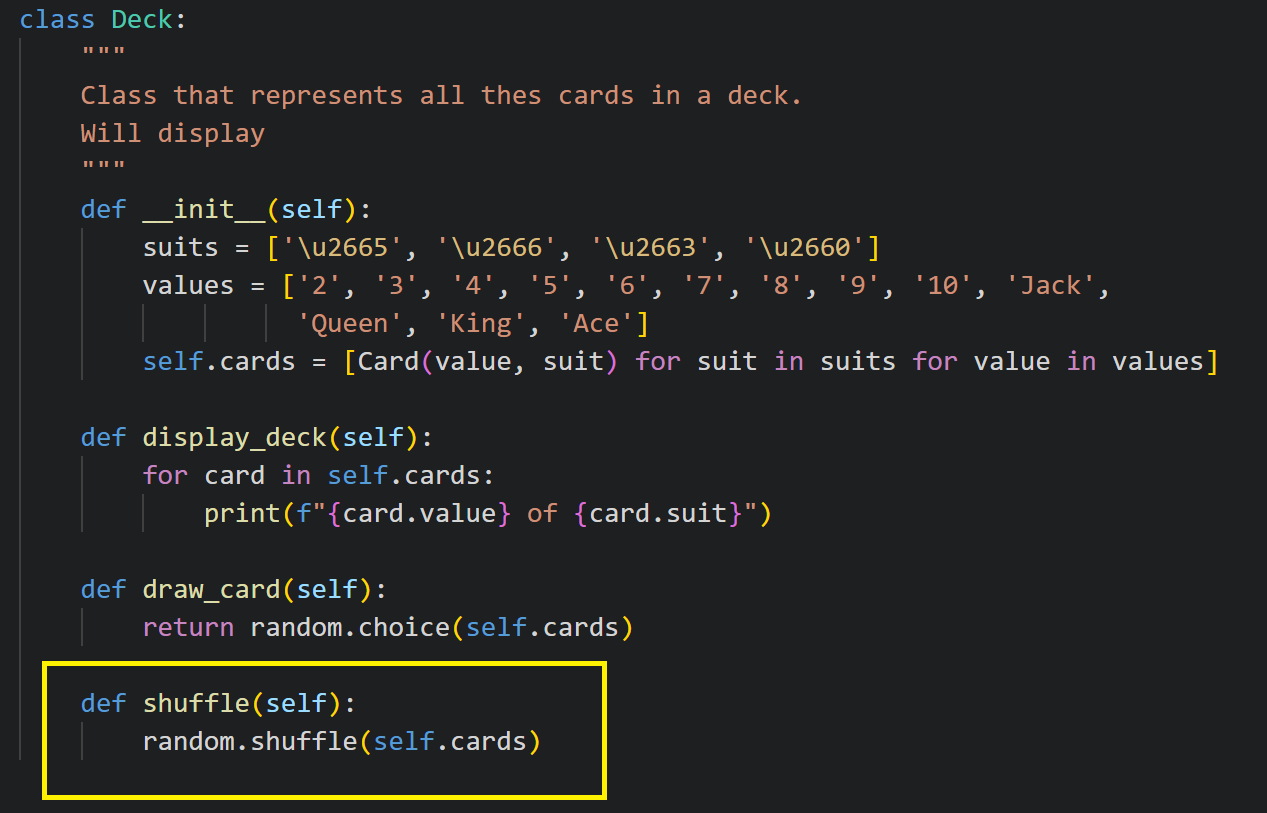 class Deck:
"""
Class that represents all thes cards in a deck.
Will display
"""
def __init__(self):
suits = ['\u2665', '\u2666', '\u2663', '\u2660']
values = ['2', '3', '4', '5', '6', '7', '8', '9', '10', 'Jack',
'Queen', 'King', 'Ace']
self.cards = [Card(value, suit) for suit in suits for value in values]
def display_deck(self):
for card in self.cards:
print(f"{card.value} of {card.suit}")
def draw_card(self):
return random.choice(self.cards)
def shuffle(self):
random.shuffle(self.cards)